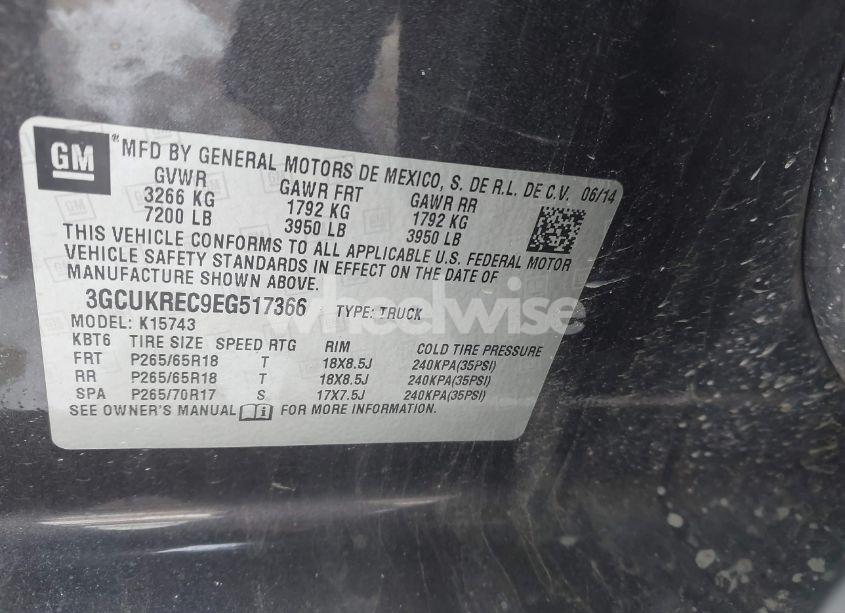 GM
®MFD BY GENERAL MOTORS DE MEXICO, S. DE R.L. DE C.V. 06/14
GVWR GAWR FRT GAWR RR
3266 KG 1792 KG 1792 KG
7200 LB 3950 LB 3950 LB
THIS VEHICLE CONFORMS TO ALL APPLICABLE U.S. FEDERAL MOTOR
VEHICLE SAFETY STANDARDS IN EFFECT ON THE DATE OF
MANUFACTURE SHOWN ABOVE.
3GCUKREC9EG517366 TYPE: TRUCK
wheelwise
MODEL: K15743
KBT6 TIRE SIZE SPEED RTG RIM COLD TIRE PRESSURE
FRT P265/65R18 T 18X8.5J 240KPA(35PSI)
RR P265/65R18 T 18X8.5J 240KPA(35PSI)
SPA P265/70R17 S 17X7.5J 240KPA(35PSI)
SEE OWNER'S MANUAL FOR MORE INFORMATION.